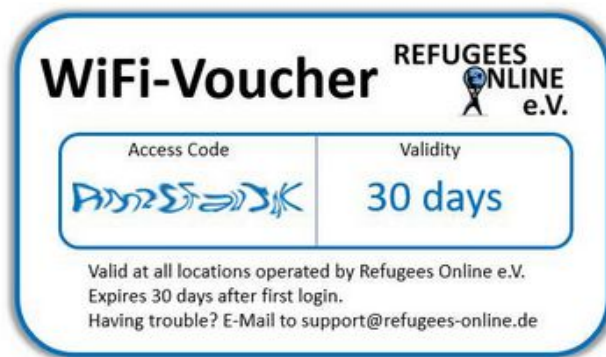 WiFi-Voucher
REFUGEES
ONLINE
e.V.
Access Code
Validity
30 days
Valid at all locations operated by Refugees Online e.V.
Expires 30 days after first login.
Having trouble? E-Mail to support@refugees-online.de